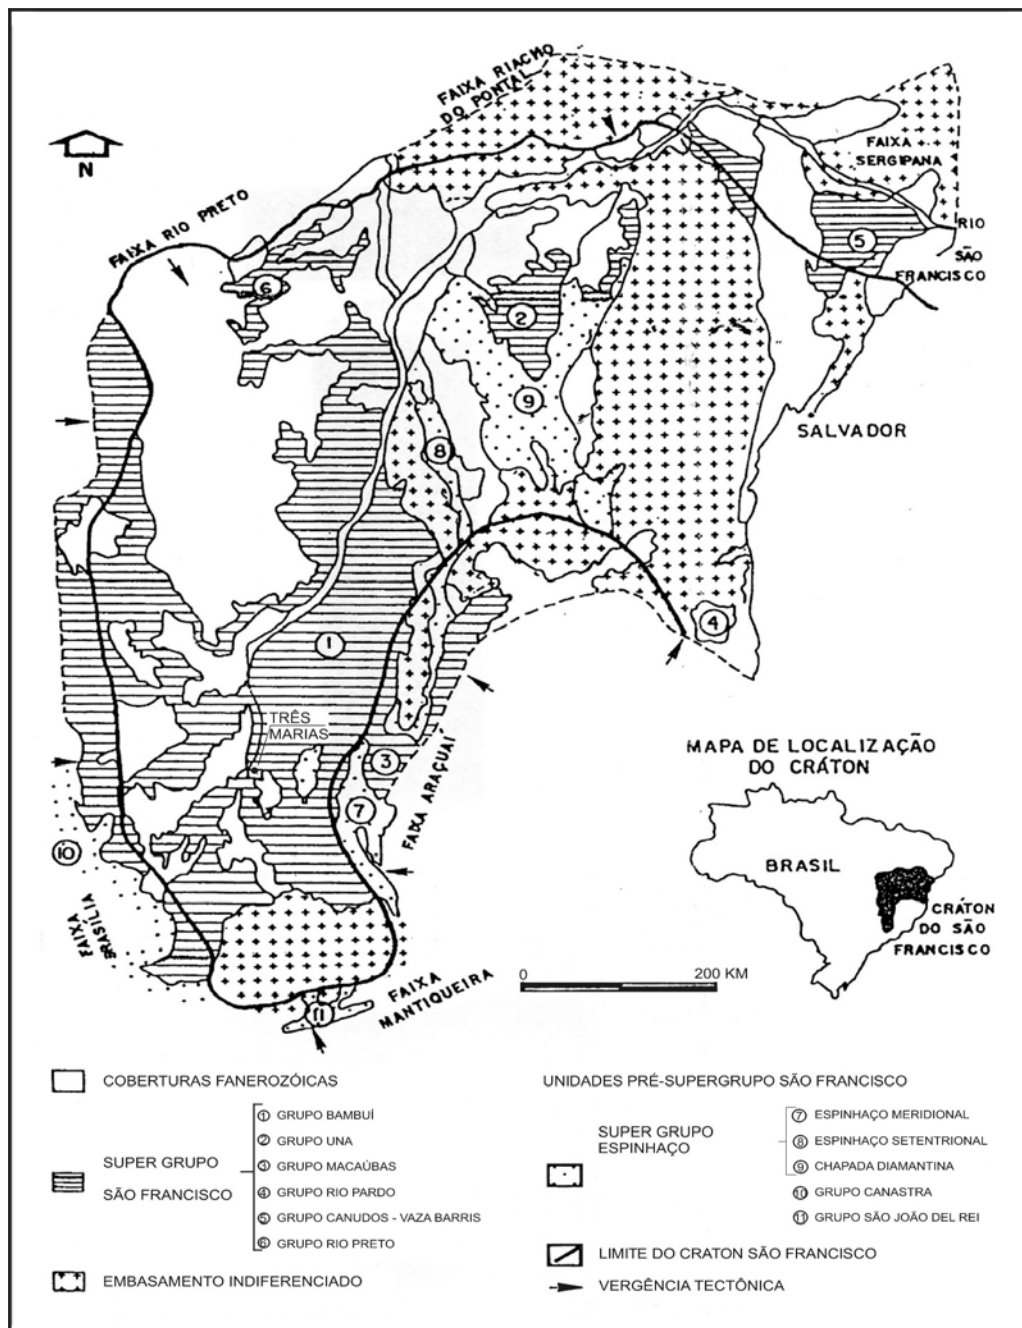 FAIXA RIACHO
DO PONTAL
N
FAIXA
SERGIPANA
FAIXA RIO PRETO
RIO
SÃO
FRANCISCO
5
6
2
9
SALVADOR
8
4
1
TRÊS
MARIAS
3
FAIXA ARAÇUAÍ
7
10
FAIXA
BRASÍLIA
MAPA DE LOCALIZAÇÃO
DO CRÁTON
BRASIL
CRÁTON
DO SÃO
FRANCISCO
0 200 KM
FAIXA
MANTIQUEIRA
11
COBERTURAS FANEROZÓICAS
SUPER GRUPO
SÃO FRANCISCO
1 GRUPO BAMBUÍ
2 GRUPO UNA
3 GRUPO MACAÚBAS
4 GRUPO RIO PARDO
5 GRUPO CANUDOS - VAZA BARRIS
6 GRUPO RIO PRETO
EMBASAMENTO INDIFERENCIADO
UNIDADES PRÉ-SUPERGRUPO SÃO FRANCISCO
SUPER GRUPO
ESPINHAÇO
7 ESPINHAÇO MERIDIONAL
8 ESPINHAÇO SETENTRIONAL
9 CHAPADA DIAMANTINA
10 GRUPO CANASTRA
11 GRUPO SÃO JOÃO DEL REI
LIMITE DO CRATON SÃO FRANCISCO
VERGÊNCIA TECTÔNICA